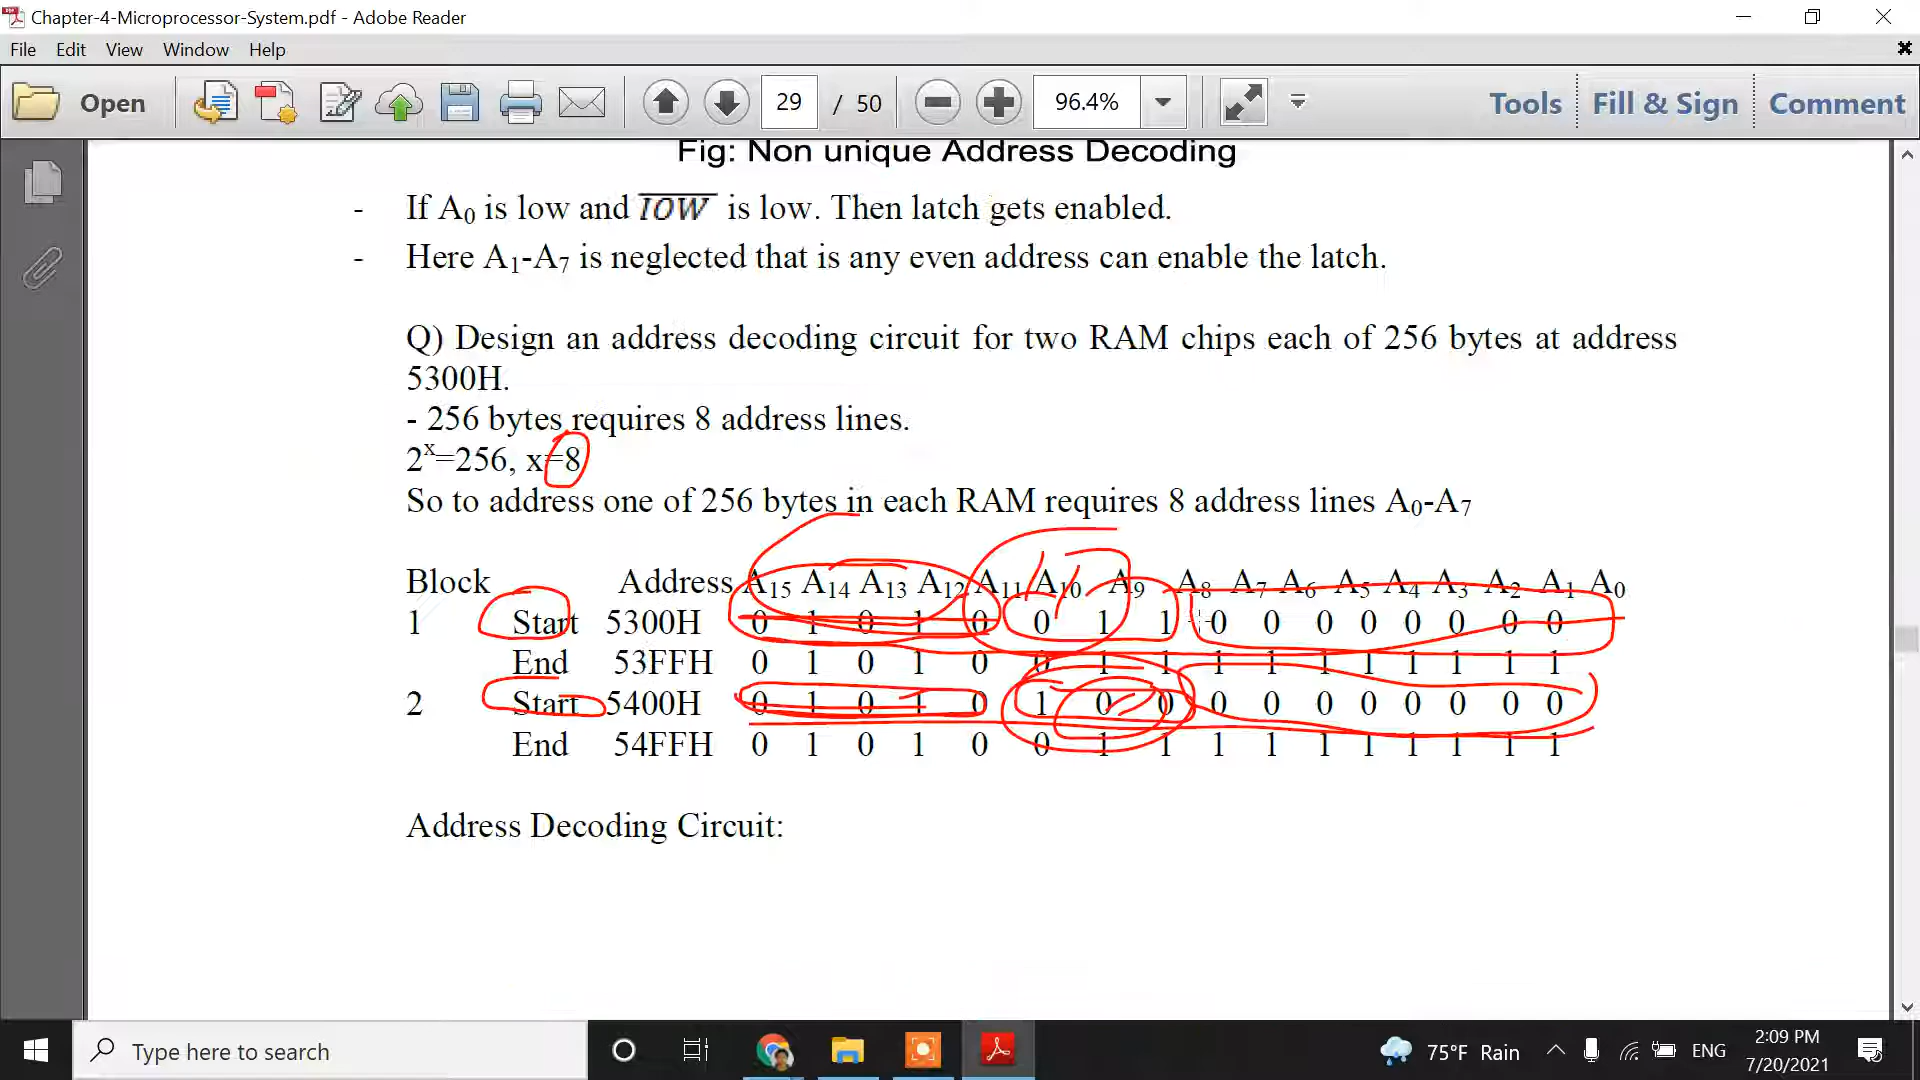 Chapter-4-Microprocessor-System.pdf - Adobe Reader
File Edit View Window Help
Open 29 / 50 96.4% Tools Fill & Sign Comment
Fig: Non unique Address Decoding
- If A0 is low and IOW is low. Then latch gets enabled.
- Here A1-A7 is neglected that is any even address can enable the latch.
Q) Design an address decoding circuit for two RAM chips each of 256 bytes at address
5300H.
- 256 bytes requires 8 address lines.
2^x=256, x=8
So to address one of 256 bytes in each RAM requires 8 address lines A0-A7
Block Address A15 A14 A13 A12 A11 A10 A9 A8 A7 A6 A5 A4 A3 A2 A1 A0
1 Start 5300H 0 1 0 1 0 0 1 1 0 0 0 0 0 0 0 0
End 53FFH 0 1 0 1 0 0 1 1 1 1 1 1 1 1 1 1
2 Start 5400H 0 1 0 1 0 1 0 0 0 0 0 0 0 0 0 0
End 54FFH 0 1 0 1 0 0 1 1 1 1 1 1 1 1 1 1
Address Decoding Circuit:
Type here to search 75°F Rain ENG 2:09 PM
7/20/2021